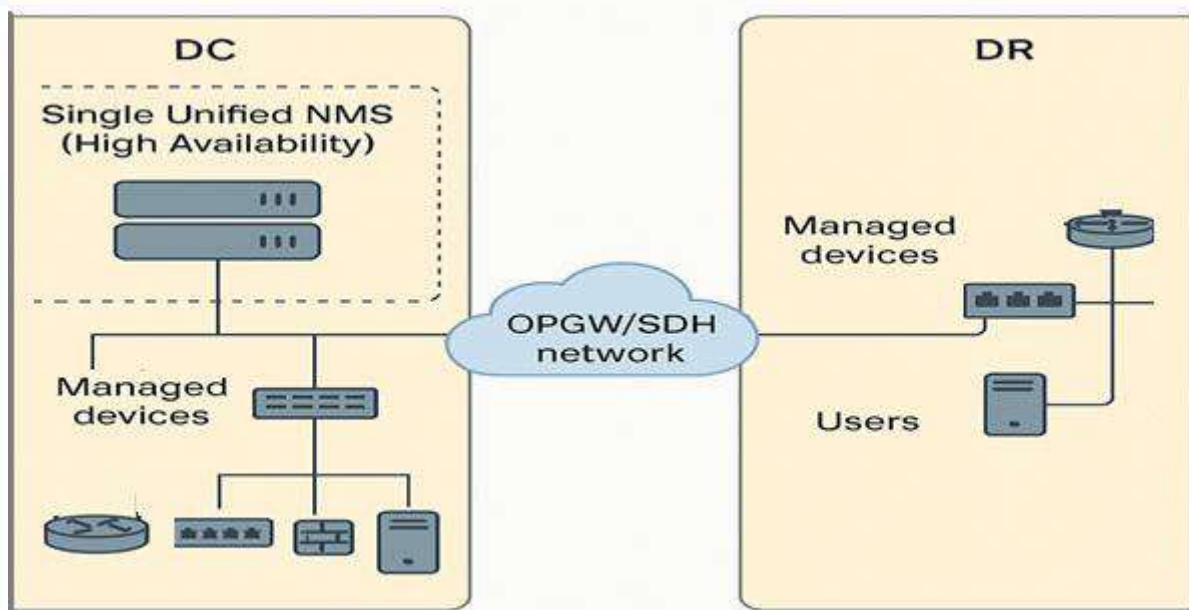 DC
Single Unified NMS
(High Availability)
Managed
devices
OPGW/SDH
network
DR
Managed
devices
Users